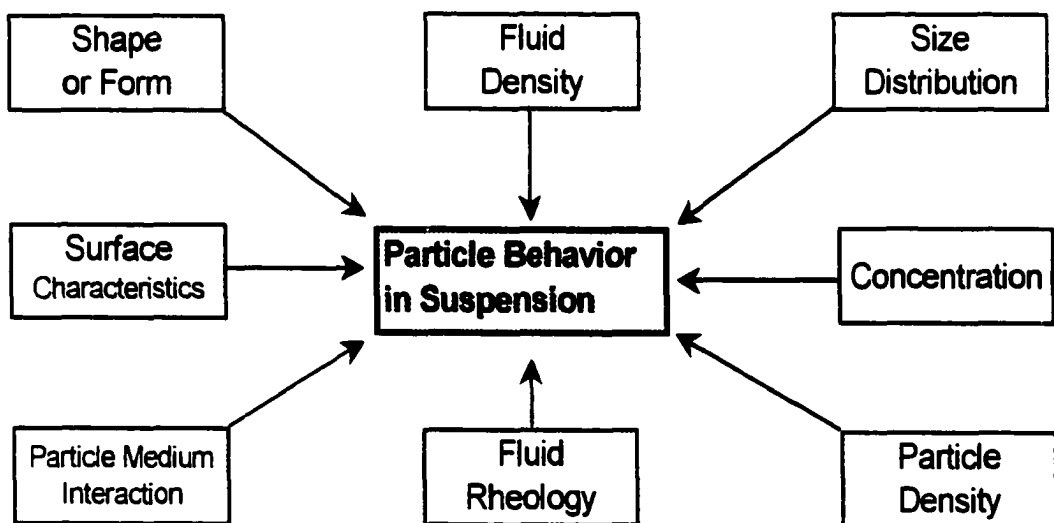 Shape
or Form
Fluid
Density
Size
Distribution
Surface
Characteristics
Particle Behavior
in Suspension
Concentration
Particle Medium
Interaction
Fluid
Rheology
Particle
Density